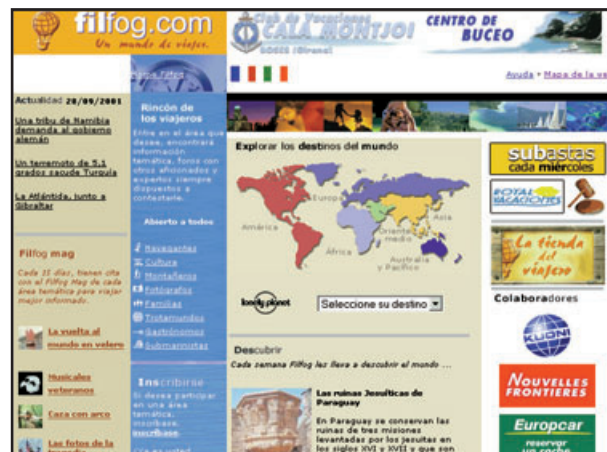 filfog.com
Un mundo de viajes.
Club de Vacaciones
CALA MONTJOI
ROSES (Girona)
CENTRO DE
BUCEO
Ayuda • Mapa de la we
Actualidad 20/09/2001
Una tribu de Namibia
demanda al gobierno
alemán
Un terremoto de 5.1
grados sacude Turquía
La Atlántida, junto a
Gibraltar
Filfog mag
Cada 15 días, tienen cita
con el Filfog Mag de cada
área temática para viajar
mejor informado.
La vuelta al
mundo en velero
Musicales
veteranos
Caza con arco
Las fotos de la
Rincón de
los viajeros
Entre en el área que
desee, encontrará
información
temática, foros con
otros aficionados y
expertos siempre
dispuestos a
contestarle.
Abierto a todos
Navegantes
Cultura
Montañeros
Fotógrafos
Familias
Trotamundos
Gastrónomos
Submarinistas
Inscribirse
Si desea participar
en una área
temática,
inscríbase.
inscríbase.
Explorar los destinos del mundo
América
Europa
África
Oriente
medio
Asia
Australia
y Pacífico
lonely planet
Seleccione su destino
Descubrir
Cada semana Filfog les lleva a descubrir el mundo ...
Las ruinas Jesuíticas de
Paraguay
En Paraguay se conservan las
ruinas de tres misiones
levantadas por los jesuitas en
los siglos XVI y XVII y que son
subastas
cada miércoles
ROYAL
VACACIONES
La tienda
del
viajero
Colaboradores
KUONI
NOUVELLES
FRONTIERES
Europcar
reservar
un coche